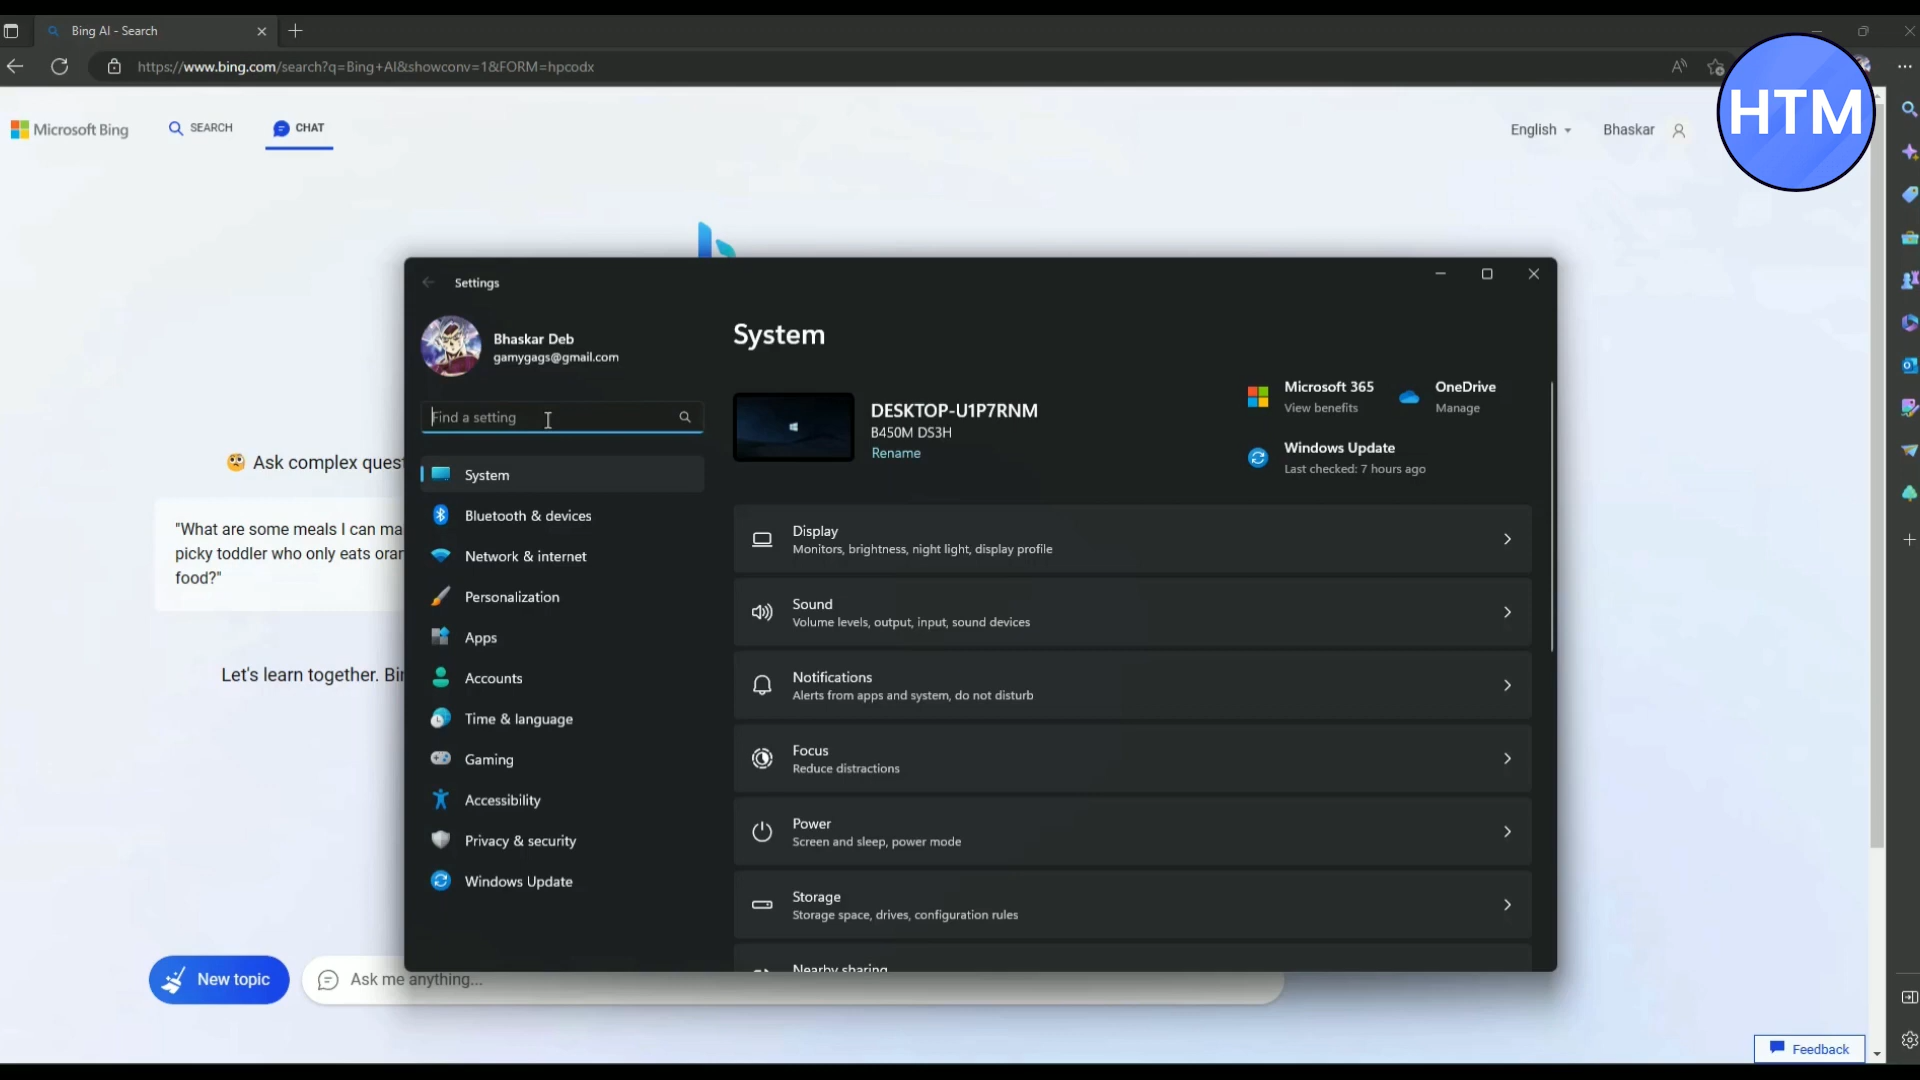 Bing AI - Search
https://www.bing.com/search?q=Bing+AI&showconv=1&FORM=hpcodx
HTM
Microsoft Bing
SEARCH
CHAT
English
Bhaskar
Settings
Bhaskar Deb
gamygags@gmail.com
Find a setting
System
Bluetooth & devices
Network & internet
Personalization
Apps
Accounts
Time & language
Gaming
Accessibility
Privacy & security
Windows Update
System
DESKTOP-U1P7RNM
B450M DS3H
Rename
Microsoft 365
View benefits
OneDrive
Manage
Windows Update
Last checked: 7 hours ago
Display
Monitors, brightness, night light, display profile
Sound
Volume levels, output, input, sound devices
Notifications
Alerts from apps and system, do not disturb
Focus
Reduce distractions
Power
Screen and sleep, power mode
Storage
Storage space, drives, configuration rules
Nearby sharing
Ask complex quest
"What are some meals I can ma
picky toddler who only eats oran
food?"
Let's learn together. Bin
New topic
Ask me anything...
Feedback